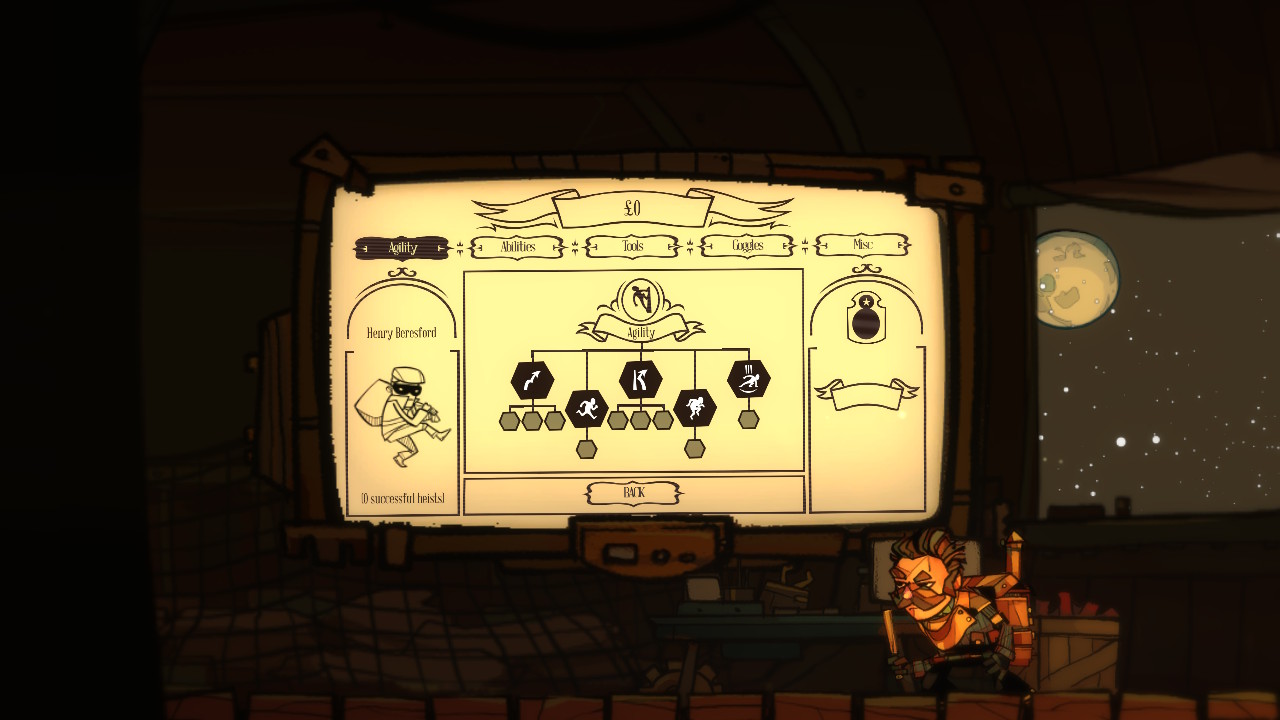 £0
Agility
Abilities
Tools
Goggles
Misc
Henry Beresford
Agility
(0 successful heists)
BACK